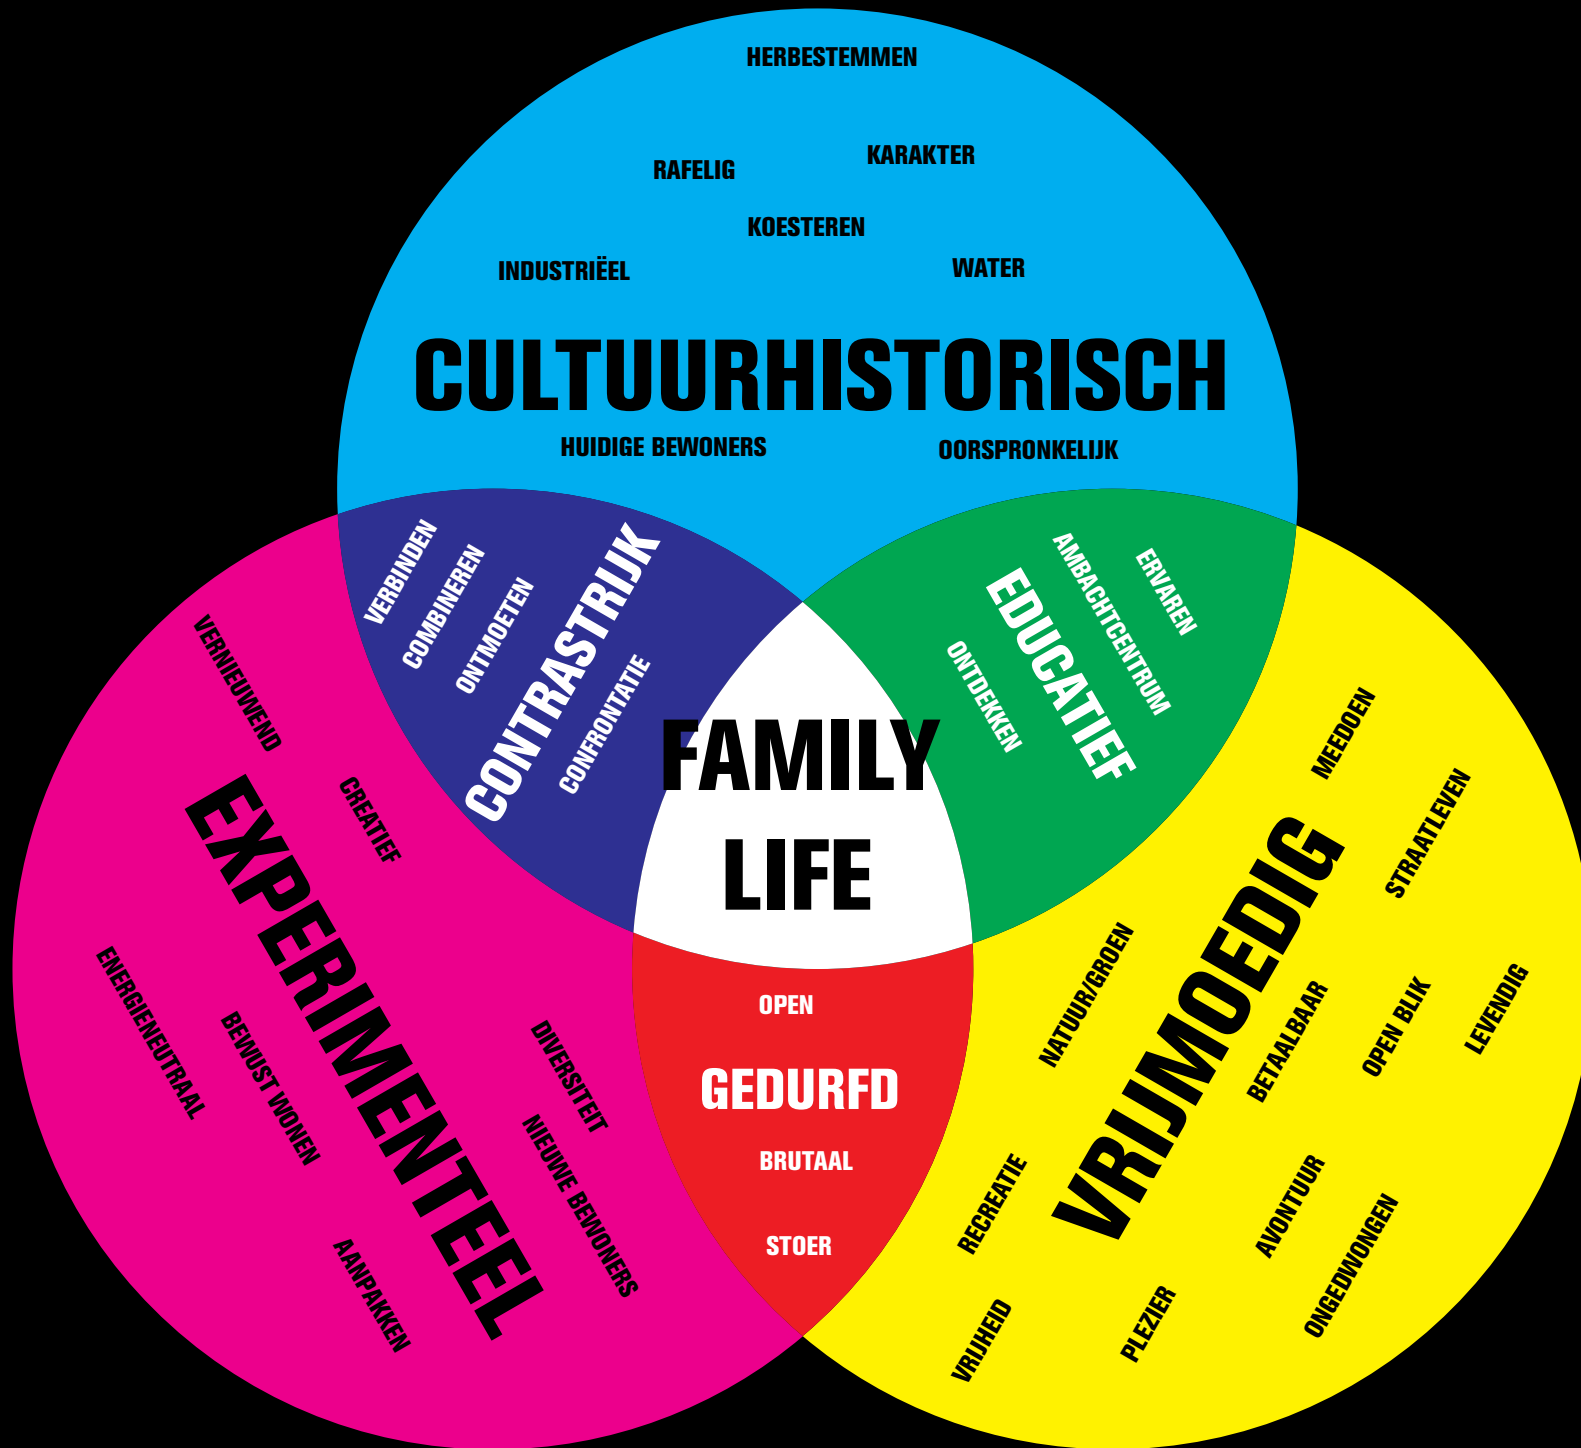 HERBESTEMMEN
KARAKTER
RAFELIG
KOESTEREN
INDUSTRIËEL
WATER
CULTUURHISTORISCH
HUIDIGE BEWONERS
OORSPRONKELIJK
VERBINDEN
COMBINEREN
ONTMOETEN
CONTRASTRIJK
CONFRONTATIE
ONTDEKKEN
EDUCATIEF
AMBACHTCENTRUM
ERVAREN
FAMILY
LIFE
VERNIEUWEND
CREATIEF
EXPERIMENTEEL
ENERGIENEUTRAAL
BEWUST WONEN
DIVERSITEIT
NIEUWE BEWONERS
AANPAKKEN
OPEN
GEDURFD
BRUTAAL
STOER
MEEDOEN
STRAATLEVEN
VRIJMOEDIG
NATUUR/GROEN
BETAALBAAR
OPEN BLIK
LEVENDIG
RECREATIE
AVONTUUR
ONGEDWONGEN
VRIJHEID
PLEZIER